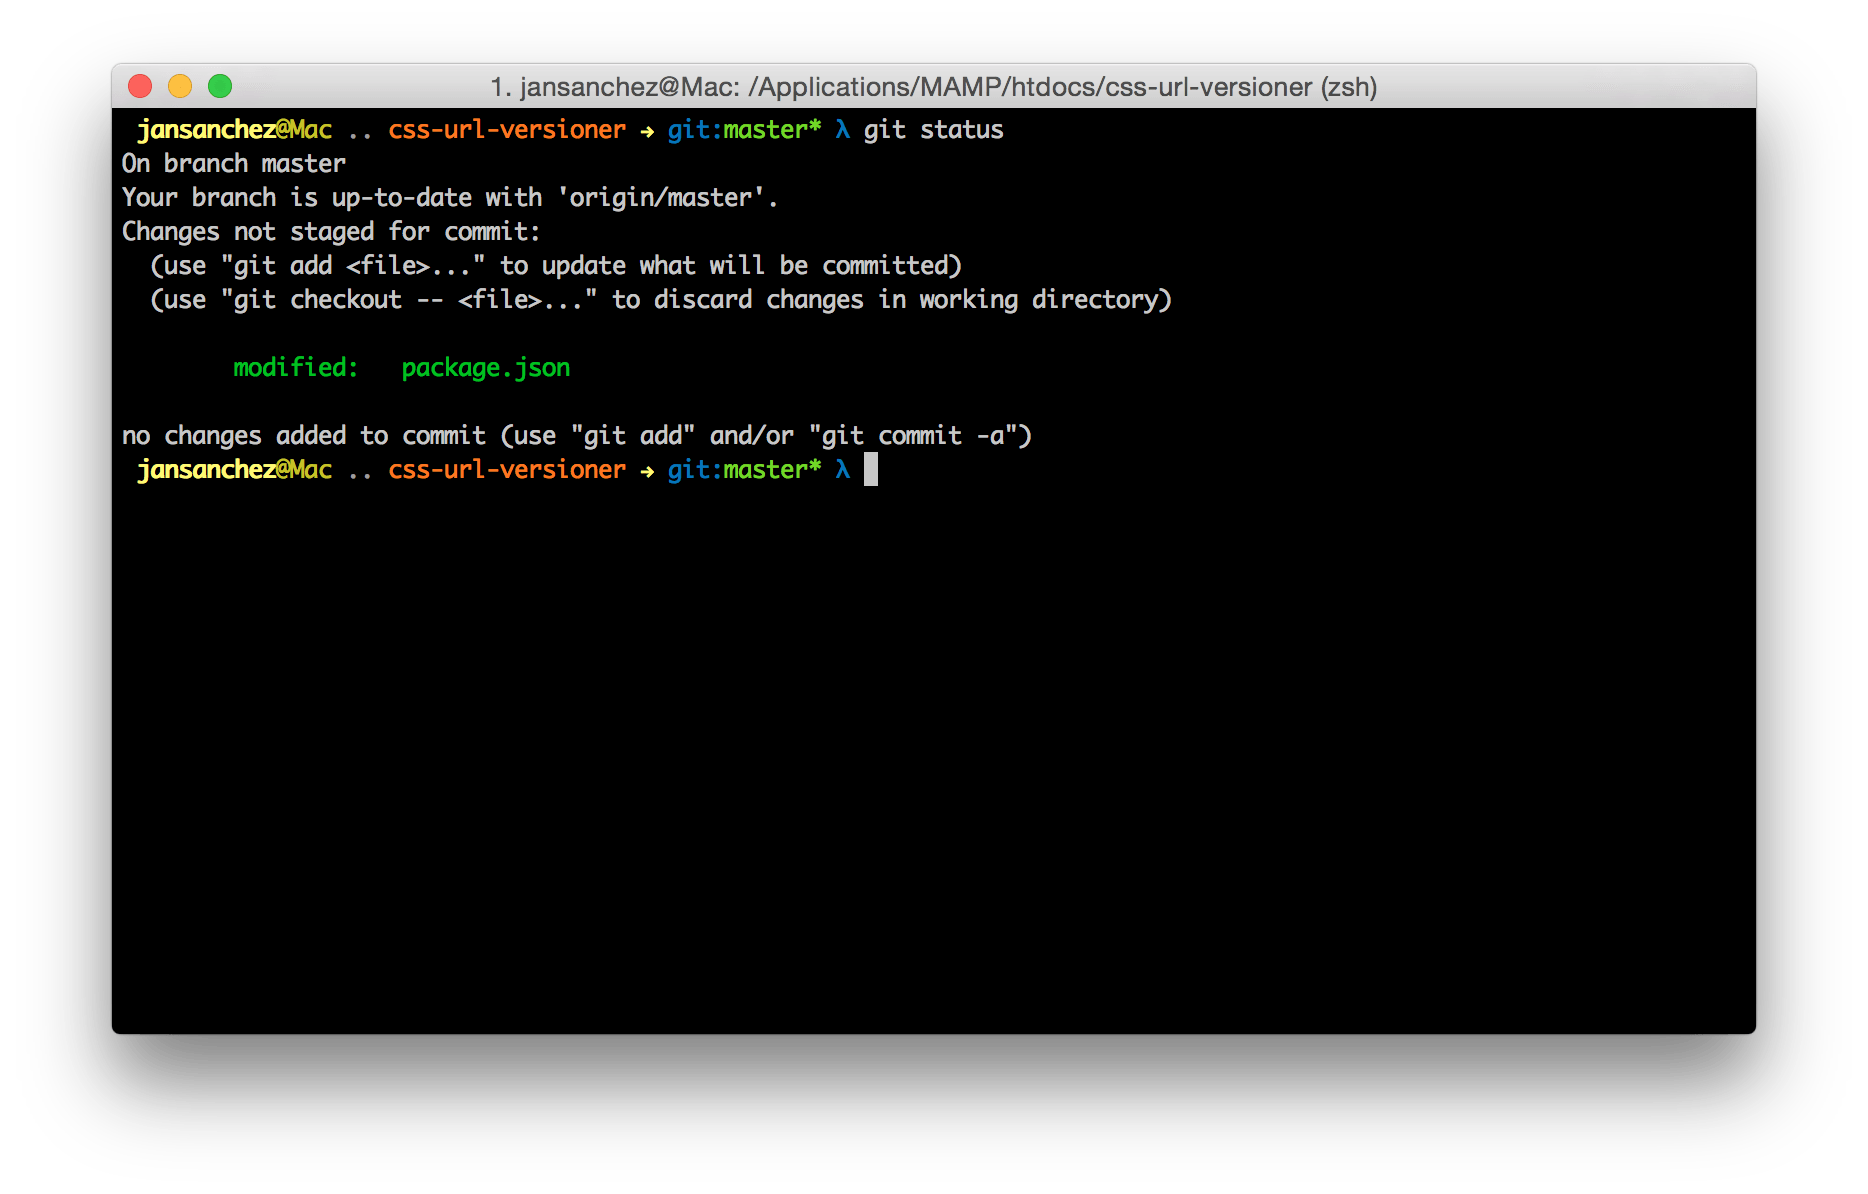 1. jansanchez@Mac: /Applications/MAMP/htdocs/css-url-versioner (zsh)
jansanchez@Mac .. css-url-versioner → git:master* λ git status
On branch master
Your branch is up-to-date with 'origin/master'.
Changes not staged for commit:
  (use "git add <file>..." to update what will be committed)
  (use "git checkout -- <file>..." to discard changes in working directory)
        modified:   package.json
no changes added to commit (use "git add" and/or "git commit -a")
jansanchez@Mac .. css-url-versioner → git:master* λ